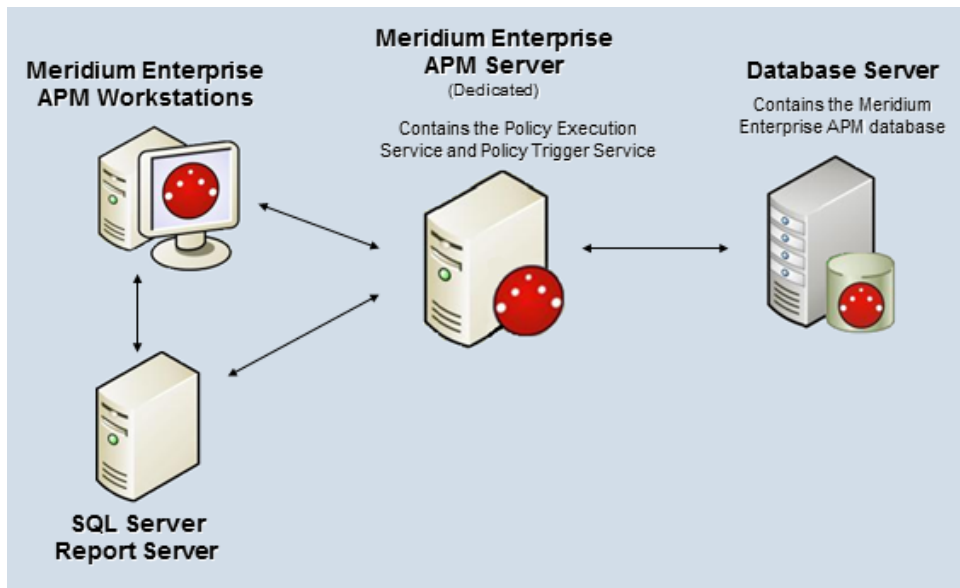 Meridium Enterprise
APM Workstations
Meridium Enterprise
APM Server
(Dedicated)
Contains the Policy Execution
Service and Policy Trigger Service
Database Server
Contains the Meridium
Enterprise APM database
SQL Server
Report Server